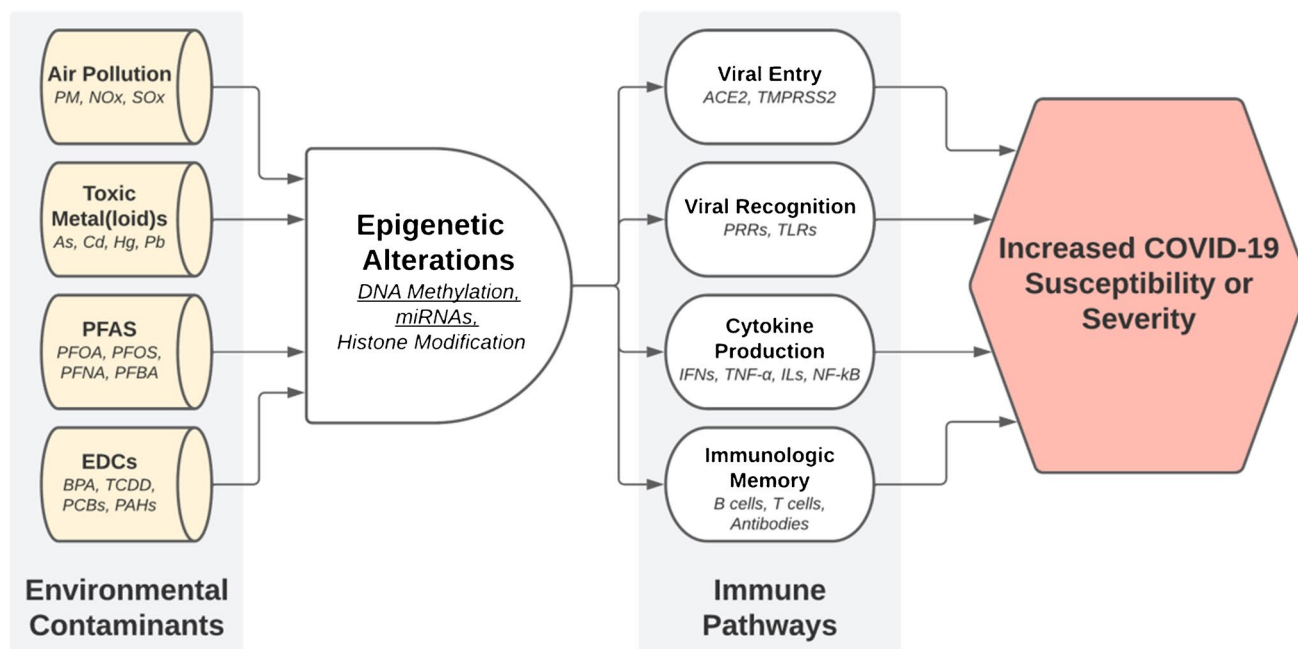 Air Pollution
PM, NOx, SOx
Toxic
Metal(loid)s
As, Cd, Hg, Pb
PFAS
PFOA, PFOS,
PFNA, PFBA
EDCs
BPA, TCDD,
PCBs, PAHs
Environmental
Contaminants
Epigenetic
Alterations
DNA Methylation,
miRNAs,
Histone Modification
Viral Entry
ACE2, TMPRSS2
Viral Recognition
PRRs, TLRs
Cytokine
Production
IFNs, TNF-α, ILs, NF-kB
Immunologic
Memory
B cells, T cells,
Antibodies
Immune
Pathways
Increased COVID-19
Susceptibility or
Severity